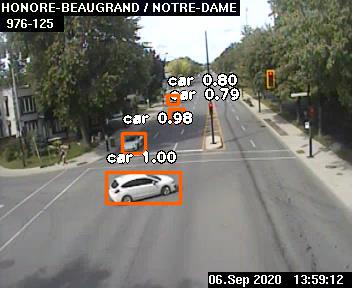 HONORE-BEAUGRAND / NOTRE-DAME
976-125
car 0.80
car 0.79
car 0.98
car 1.00
06.Sep 2020 13:59:12